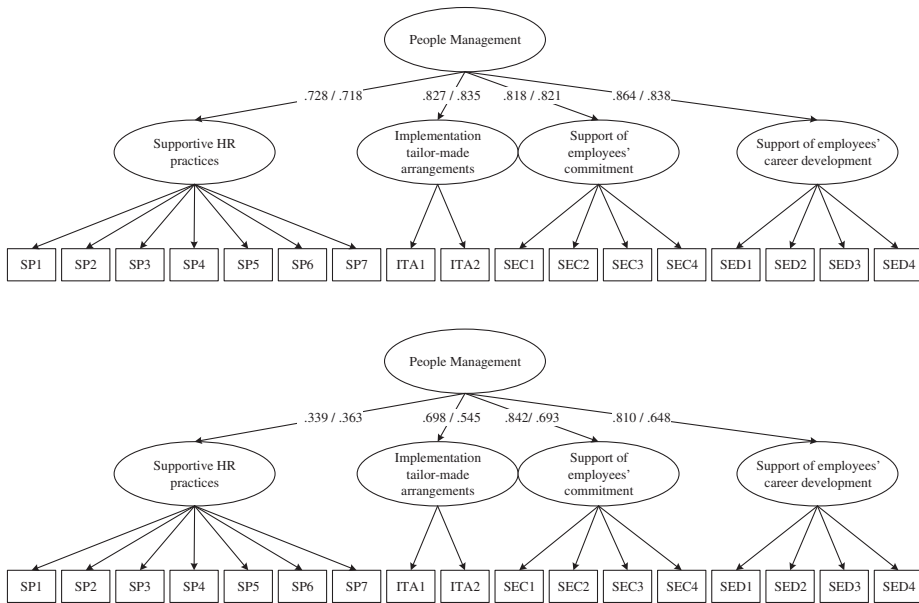 People Management
.728 / .718
.827 / .835
.818 / .821
.864 / .838
Supportive HR
practices
Implementation
tailor-made
arrangements
Support of
employees'
commitment
Support of employees'
career development
SP1
SP2
SP3
SP4
SP5
SP6
SP7
ITA1
ITA2
SEC1
SEC2
SEC3
SEC4
SED1
SED2
SED3
SED4
People Management
.339 / .363
.698 / .545
.842/ .693
.810 / .648
Supportive HR
practices
Implementation
tailor-made
arrangements
Support of
employees'
commitment
Support of employees'
career development
SP1
SP2
SP3
SP4
SP5
SP6
SP7
ITA1
ITA2
SEC1
SEC2
SEC3
SEC4
SED1
SED2
SED3
SED4